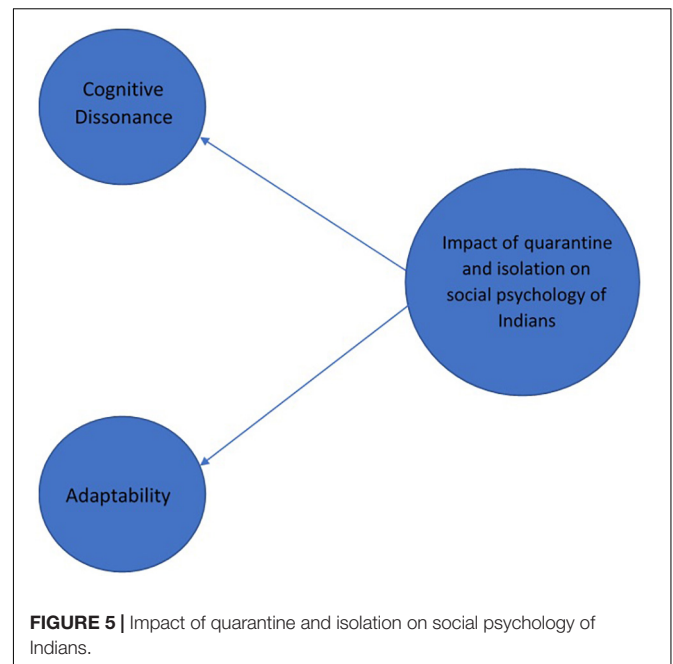 Cognitive
Dissonance
Impact of quarantine
and isolation on
social psychology of
Indians
Adaptability
FIGURE 5 | Impact of quarantine and isolation on social psychology of
Indians.